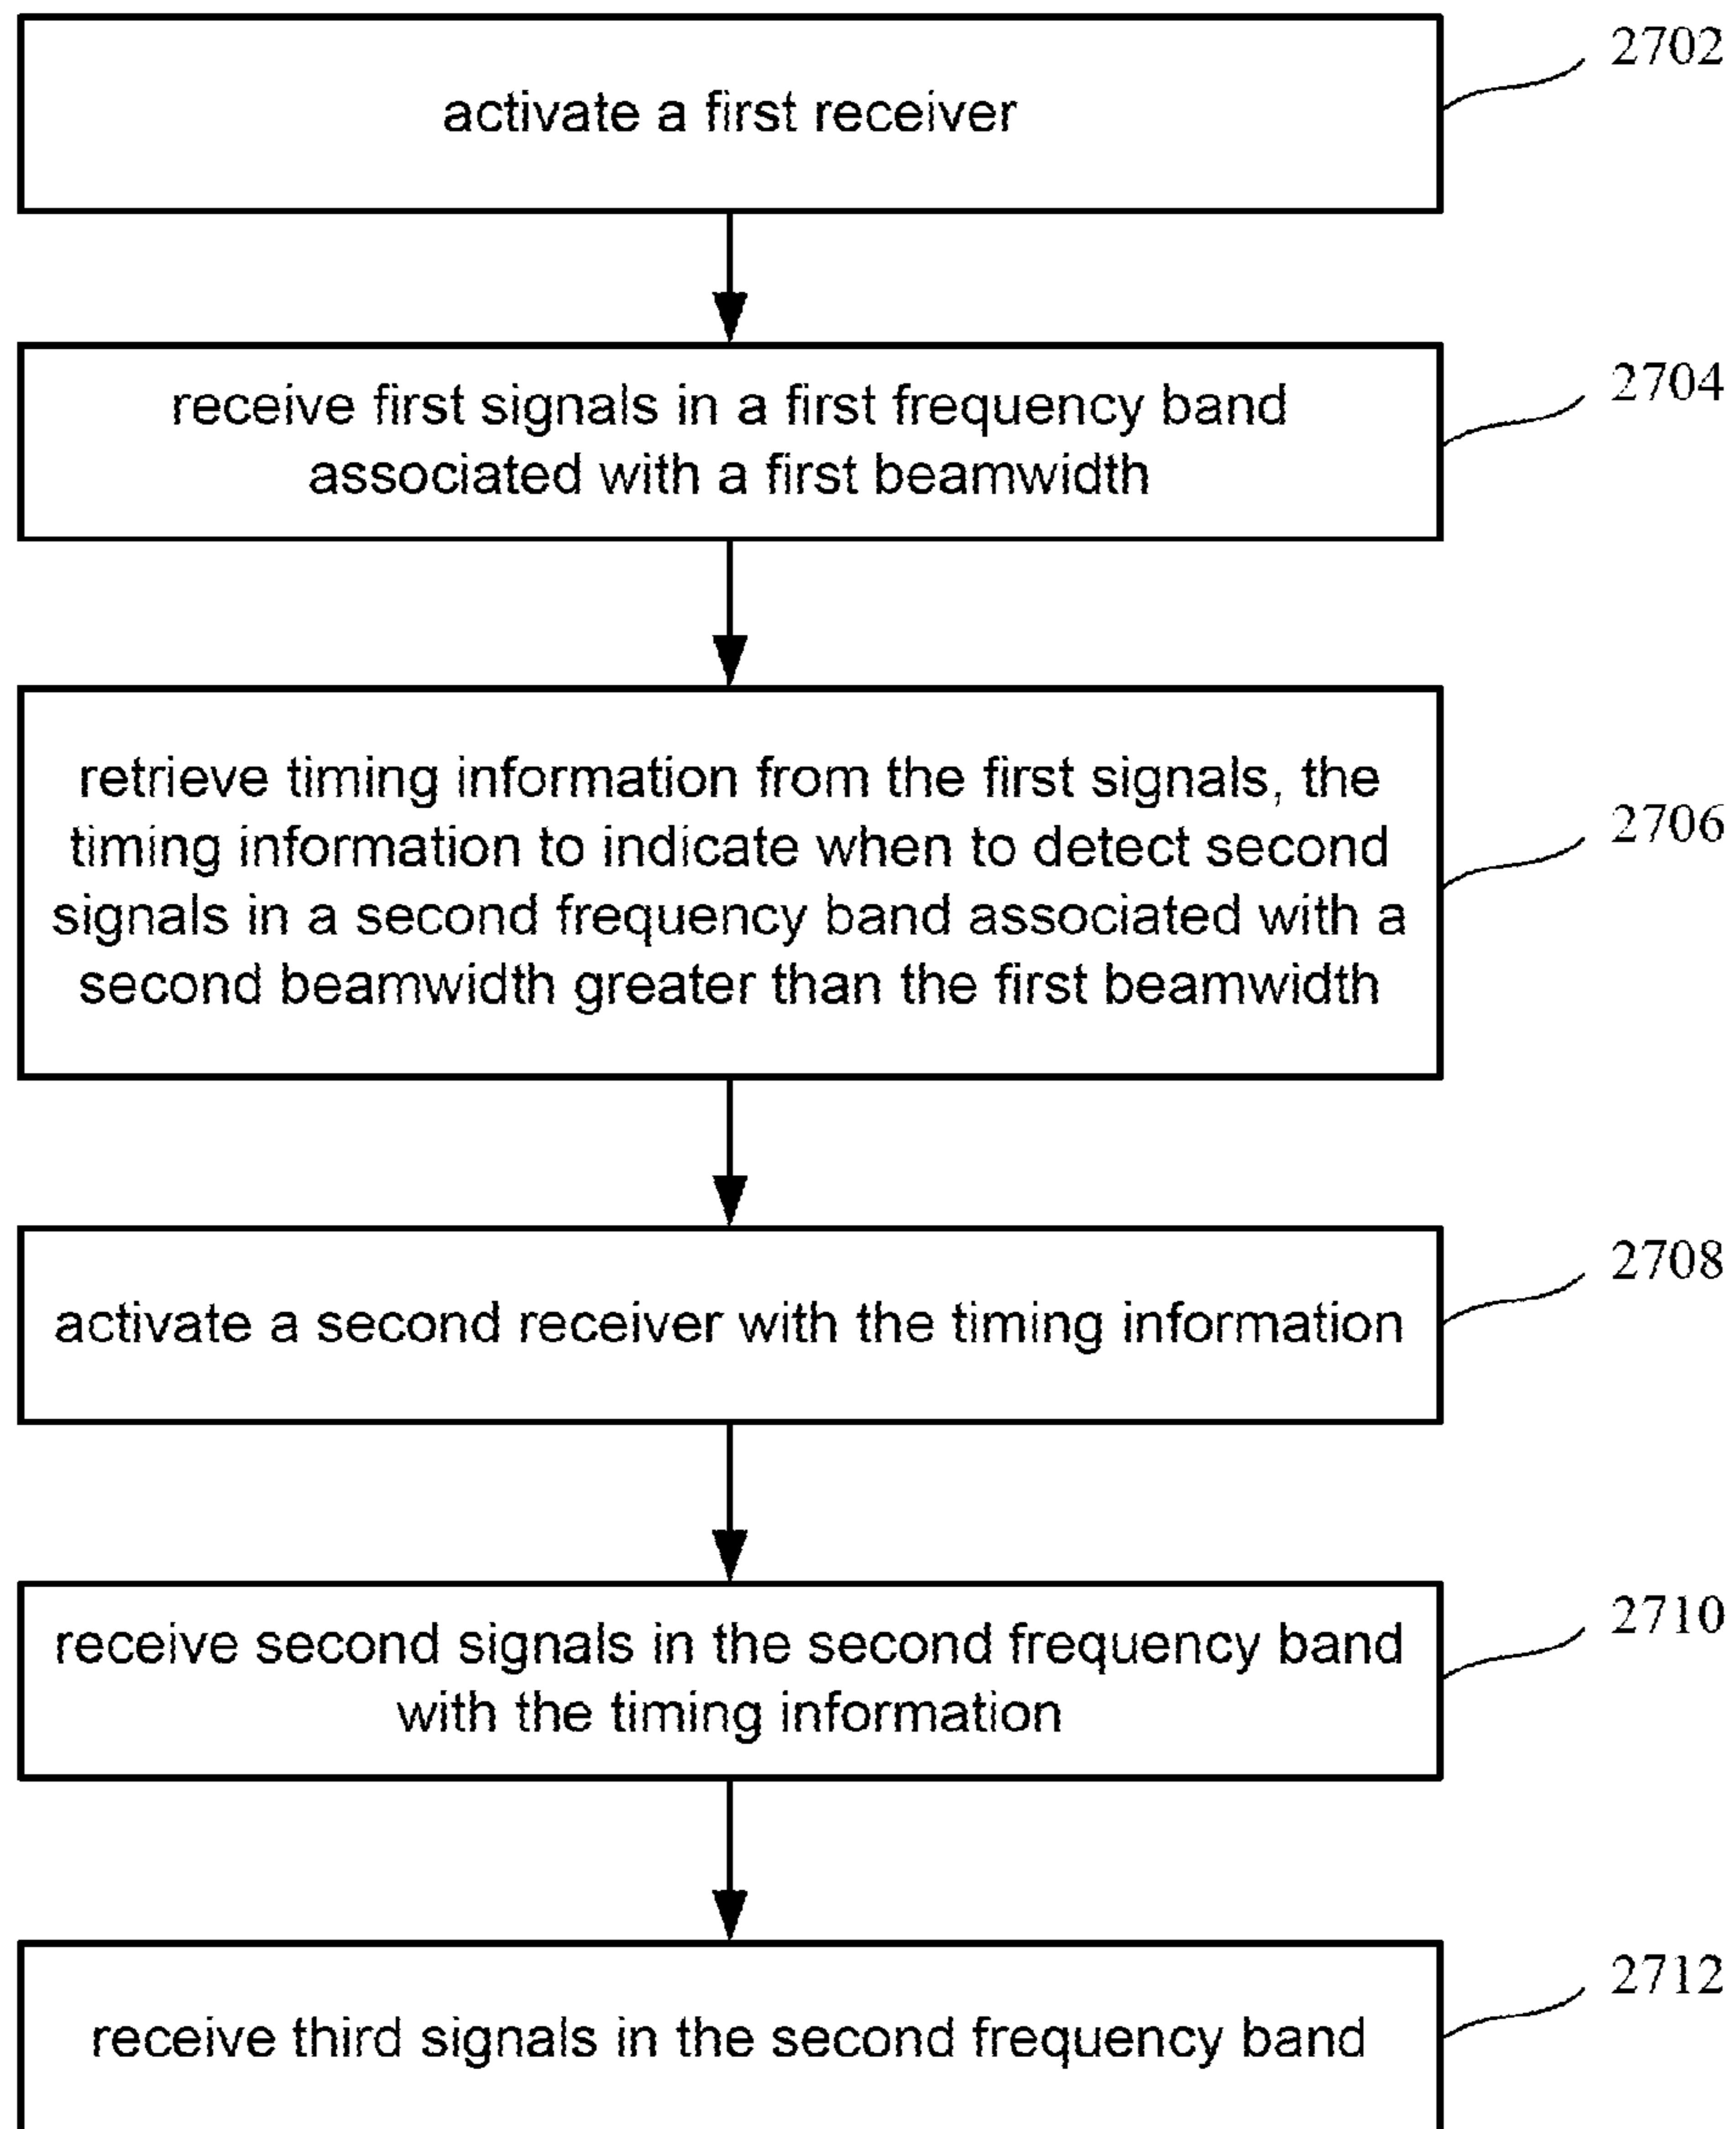 activate a first receiver
2702
receive first signals in a first frequency band
associated with a first beamwidth
2704
retrieve timing information from the first signals, the
timing information to indicate when to detect second
signals in a second frequency band associated with a
second beamwidth greater than the first beamwidth
2706
activate a second receiver with the timing information
2708
receive second signals in the second frequency band
with the timing information
2710
receive third signals in the second frequency band
2712